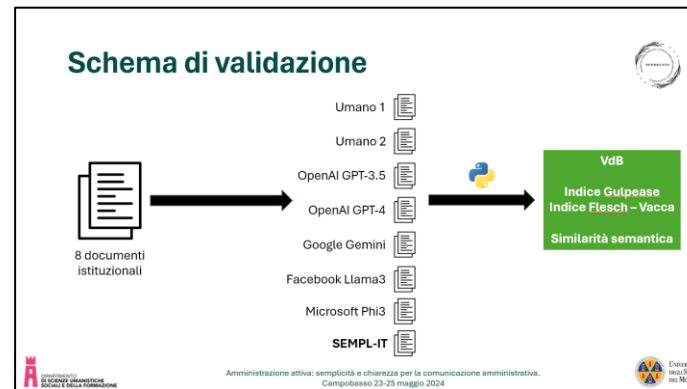 Schema di validazione
Umano 1
Umano 2
OpenAI GPT-3.5
OpenAI GPT-4
Google Gemini
Facebook Llama3
Microsoft Phi3
SEMPL-IT
8 documenti
istituzionali
VdB
Indice Gulpease
Indice Flesch – Vacca
Similarità semantica
DIPARTIMENTO
DI SCIENZE UMANISTICHE
SOCIALI E DELLA FORMAZIONE
Amministrazione attiva: semplicità e chiarezza per la comunicazione amministrativa.
Campobasso 23-25 maggio 2024